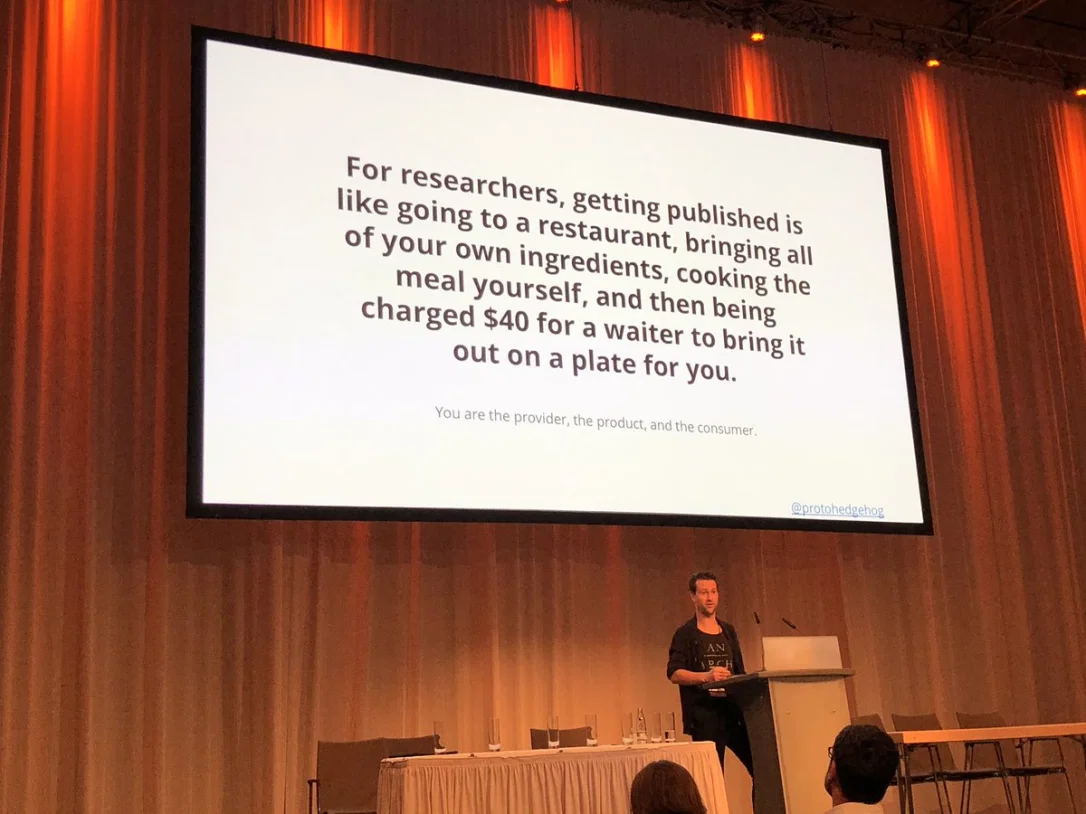 For researchers, getting published is
like going to a restaurant, bringing all
of your own ingredients, cooking the
meal yourself, and then being
charged $40 for a waiter to bring it
out on a plate for you.
You are the provider, the product, and the consumer.
@protohedgehog
AN
ARCH